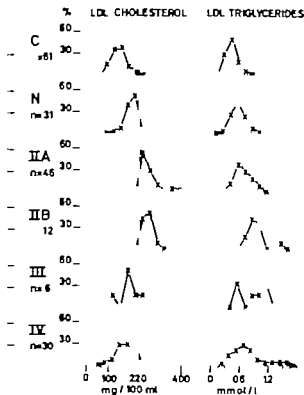 % LDL CHOLESTEROL LDL TRIGLYCERIDES
60
C
30
=61
60
N
30
n=31
60
IIA
30
n=46
60
IIB
30
12
60
III
30
n=6
60
IV
30
n=30
0 100 400 0 0.6 1.2
mg / 100 ml mmol / L